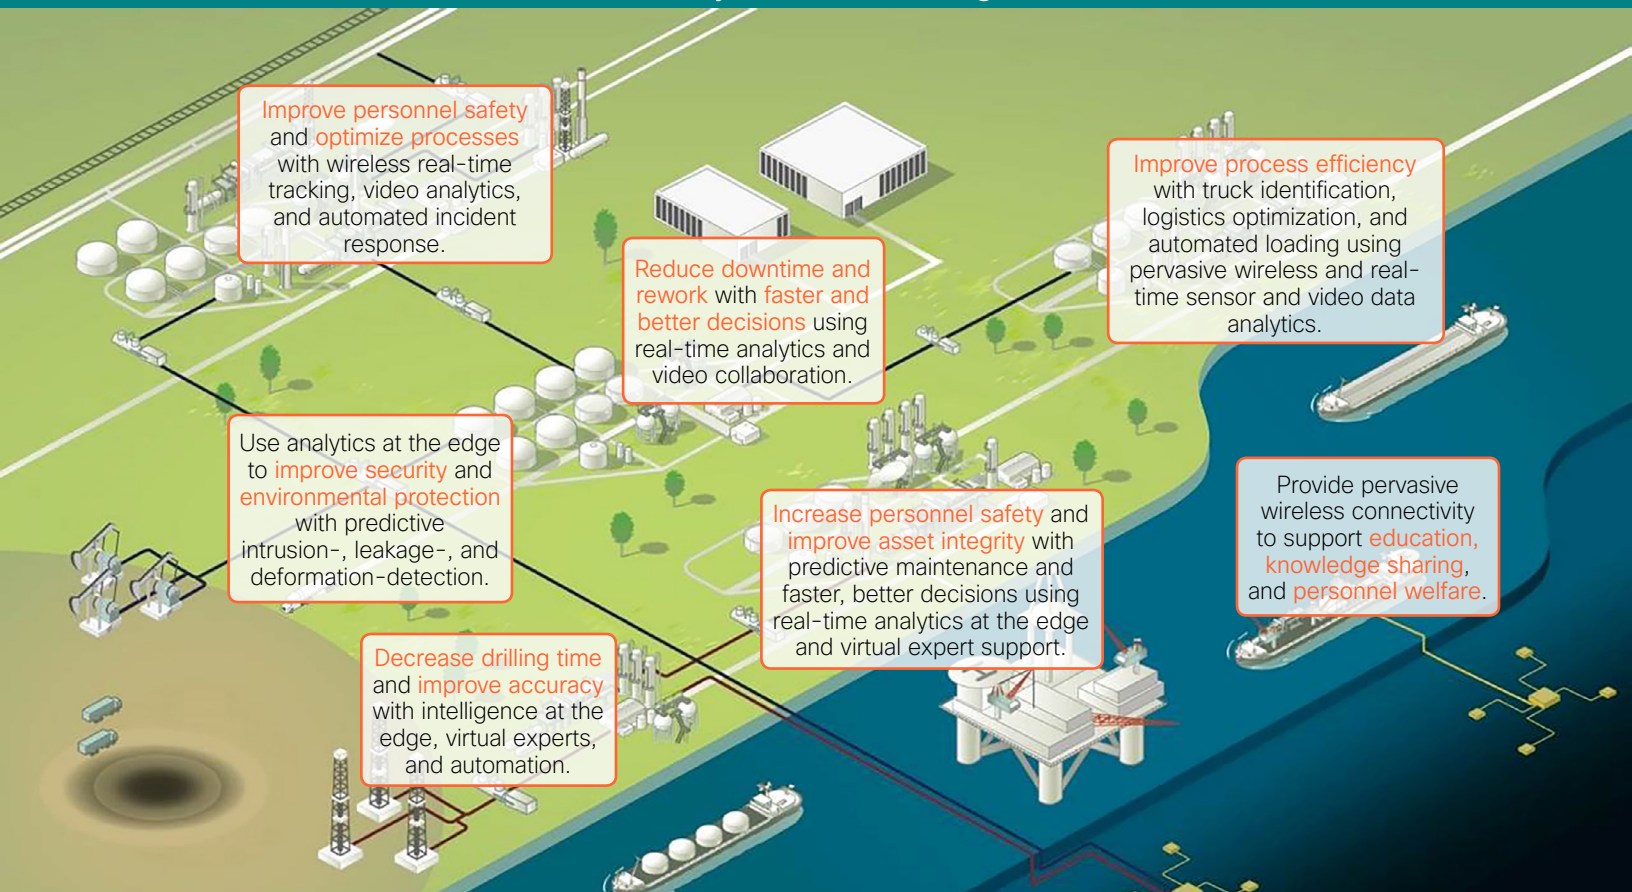 Improve personnel safety
and optimize processes
with wireless real-time
tracking, video analytics,
and automated incident
response.
Improve process efficiency
with truck identification,
logistics optimization, and
automated loading using
pervasive wireless and real-
time sensor and video data
analytics.
Reduce downtime and
rework with faster and
better decisions using
real-time analytics and
video collaboration.
Use analytics at the edge
to improve security and
environmental protection
with predictive
intrusion-, leakage-, and
deformation-detection.
Increase personnel safety and
improve asset integrity with
predictive maintenance and
faster, better decisions using
real-time analytics at the edge
and virtual expert support.
Provide pervasive
wireless connectivity
to support education,
knowledge sharing,
and personnel welfare.
Decrease drilling time
and improve accuracy
with intelligence at the
edge, virtual experts,
and automation.